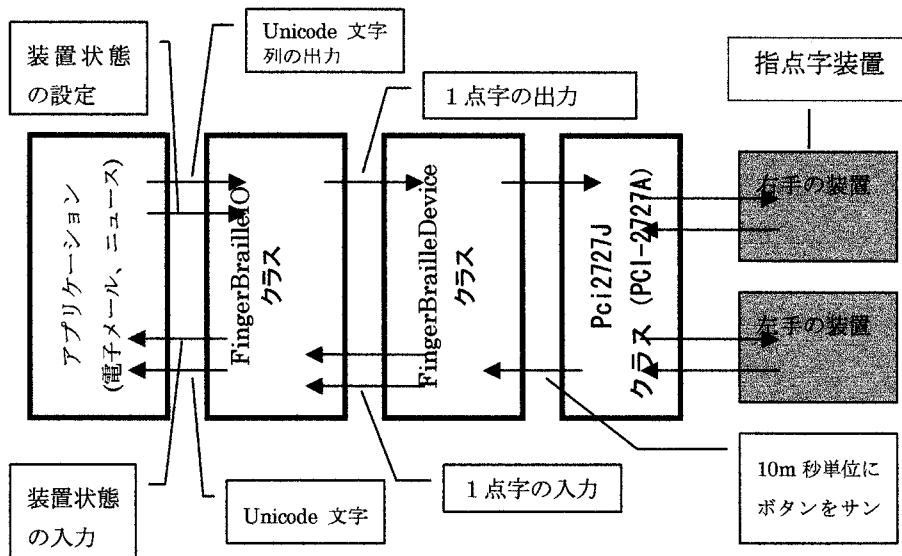 Unicode 文字
列の出力
装置状態
の設定
1点字の出力
指点字装置
アプリケーション
(電子メール、ニュース)
FingerBrailleIO
クラス
FingerBrailleDevice
クラス
Pci2727J
クラス (PCI-2727A)
右手の装置
左手の装置
装置状態
の入力
Unicode 文字
1点字の入力
10m 秒単位に
ボタンをサン